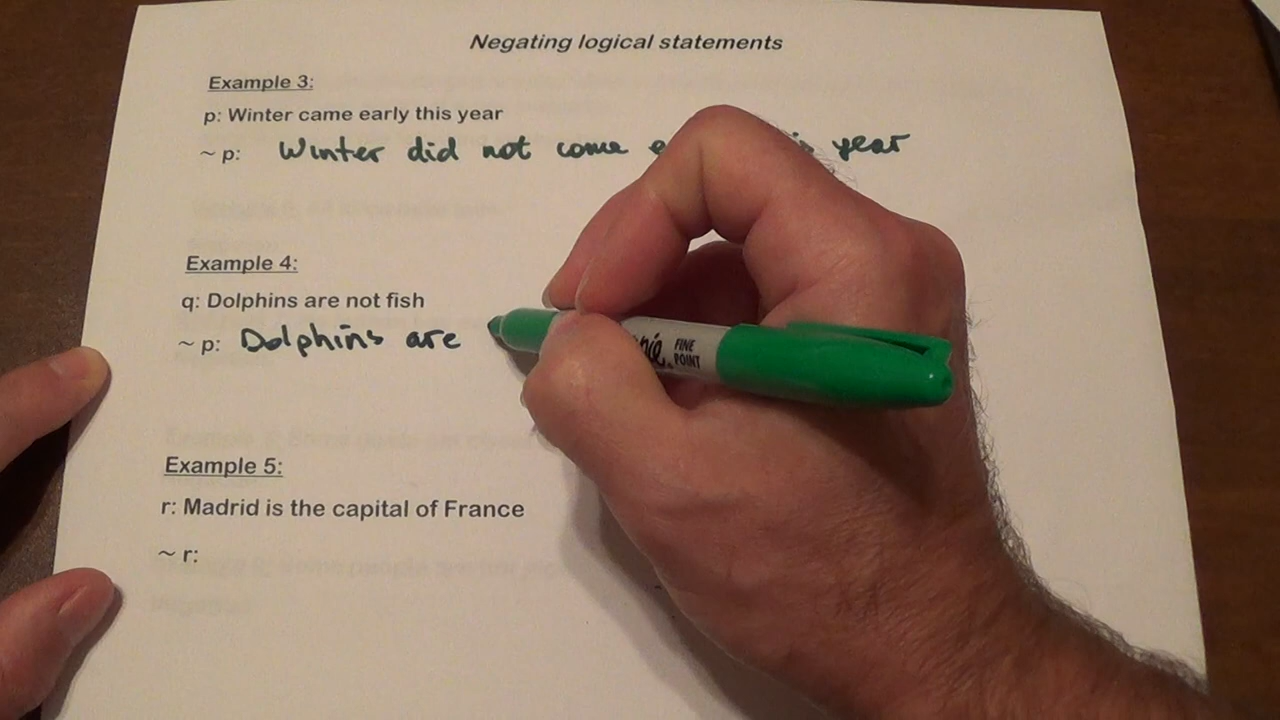 Negating logical statements
Example 3:
p: Winter came early this year
~ p: Winter did not come year
Example 4:
q: Dolphins are not fish
~ p: Dolphins are
FINE
POINT
Example 5:
r: Madrid is the capital of France
~ r: